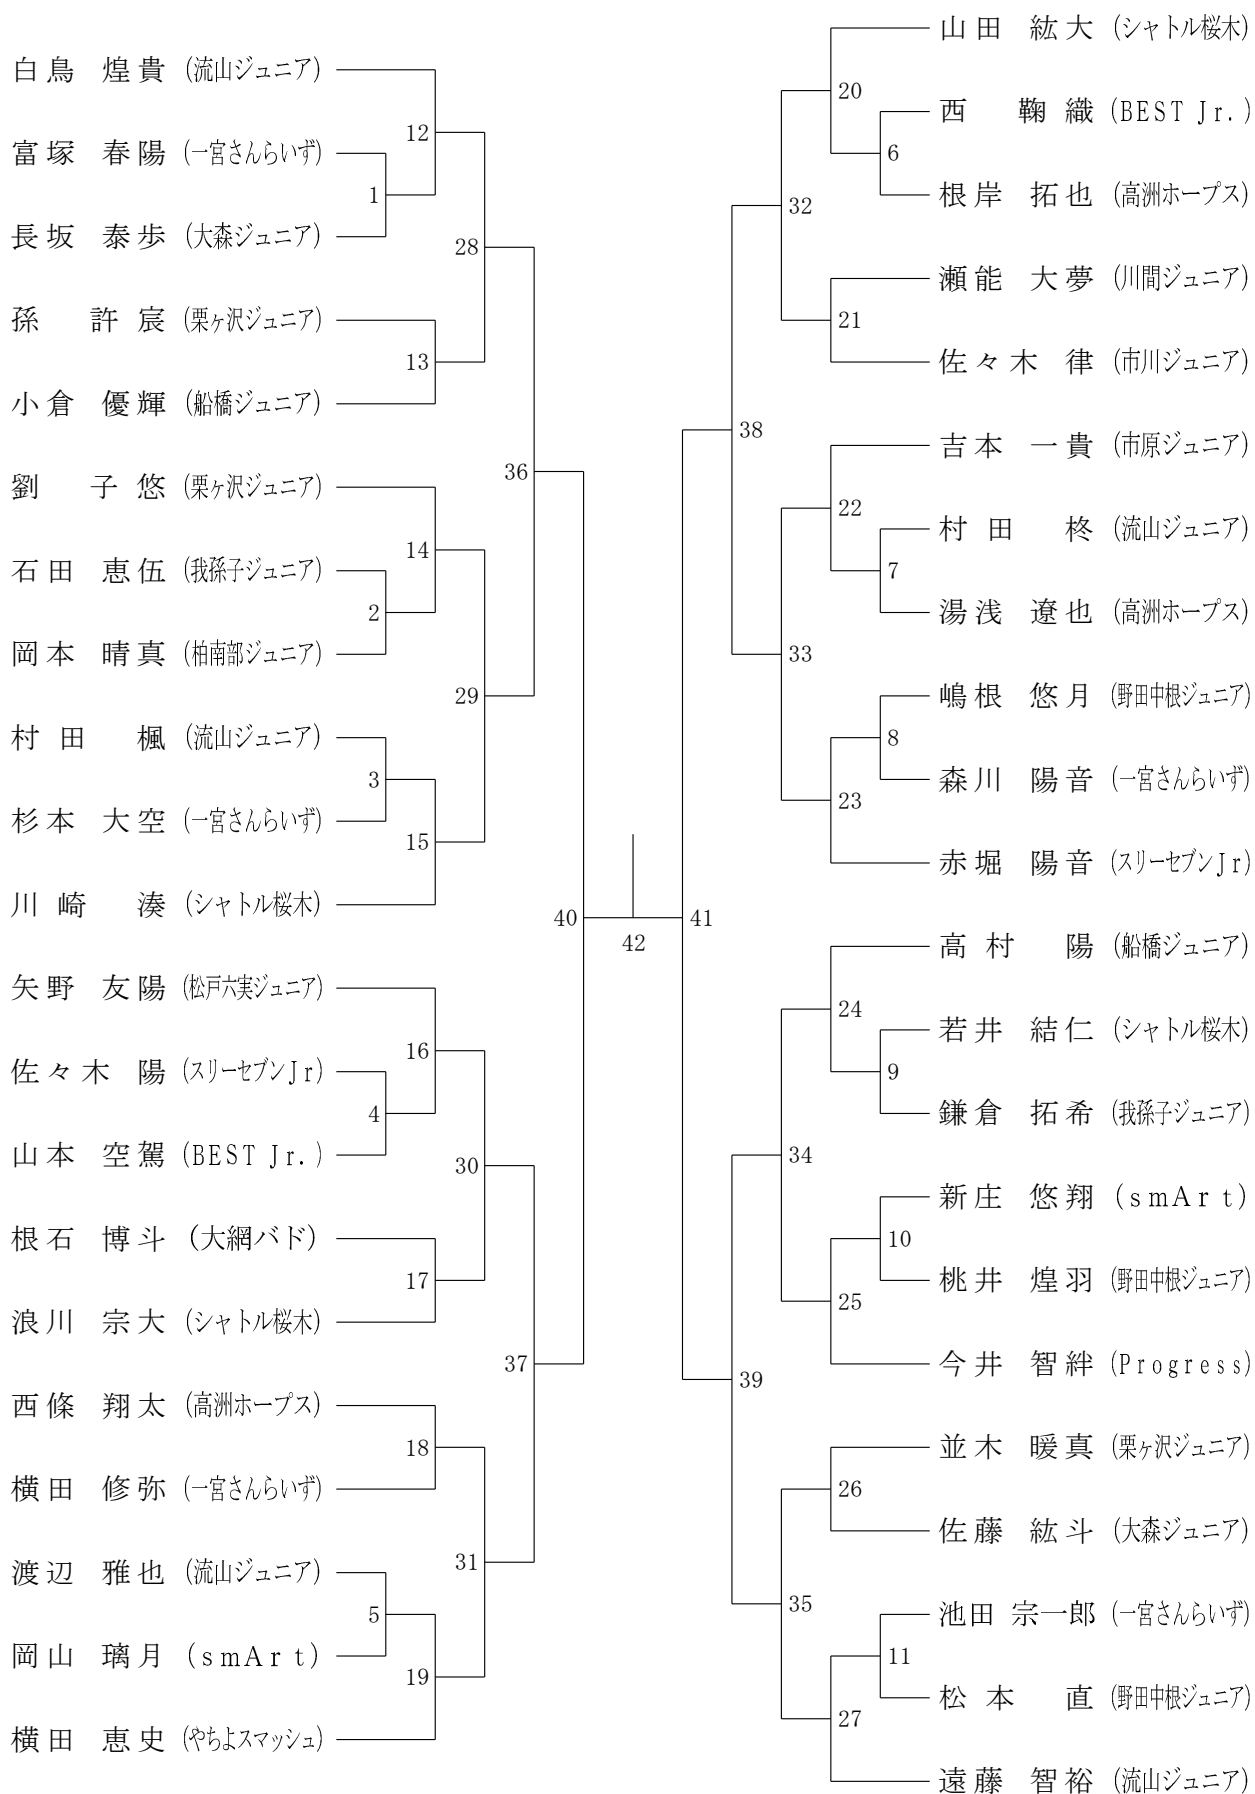 白鳥 煌貴 (流山ジュニア)
富塚 春陽 (一宮さんらいず)
長坂 泰歩 (大森ジュニア)
孫 許宸 (栗ヶ沢ジュニア)
小倉 優輝 (船橋ジュニア)
劉 子悠 (栗ヶ沢ジュニア)
石田 恵伍 (我孫子ジュニア)
岡本 晴真 (柏南部ジュニア)
村田 楓 (流山ジュニア)
杉本 大空 (一宮さんらいず)
川崎 湊 (シャトル桜木)
矢野 友陽 (松戸六実ジュニア)
佐々木 陽 (スリーセブンJr)
山本 空駕 (BEST Jr.)
根石 博斗 (大網バド)
浪川 宗大 (シャトル桜木)
西條 翔太 (高洲ホープス)
横田 修弥 (一宮さんらいず)
渡辺 雅也 (流山ジュニア)
岡山 璃月 (smArt)
横田 恵史 (やちよスマッシュ)
1
2
3
4
5
12
13
14
15
16
17
18
19
28
29
30
31
36
37
40
42
41
38
39
32
33
34
35
20
21
22
23
24
25
26
27
6
7
8
9
10
11
山田 紘大 (シャトル桜木)
西 鞠織 (BEST Jr.)
根岸 拓也 (高洲ホープス)
瀬能 大夢 (川間ジュニア)
佐々木 律 (市川ジュニア)
吉本 一貴 (市原ジュニア)
村田 柊 (流山ジュニア)
湯浅 遼也 (高洲ホープス)
嶋根 悠月 (野田中根ジュニア)
森川 陽音 (一宮さんらいず)
赤堀 陽音 (スリーセブンJr)
高村 陽 (船橋ジュニア)
若井 結仁 (シャトル桜木)
鎌倉 拓希 (我孫子ジュニア)
新庄 悠翔 (smArt)
桃井 煌羽 (野田中根ジュニア)
今井 智絆 (Progress)
並木 暖真 (栗ヶ沢ジュニア)
佐藤 紘斗 (大森ジュニア)
池田 宗一郎 (一宮さんらいず)
松本 直 (野田中根ジュニア)
遠藤 智裕 (流山ジュニア)